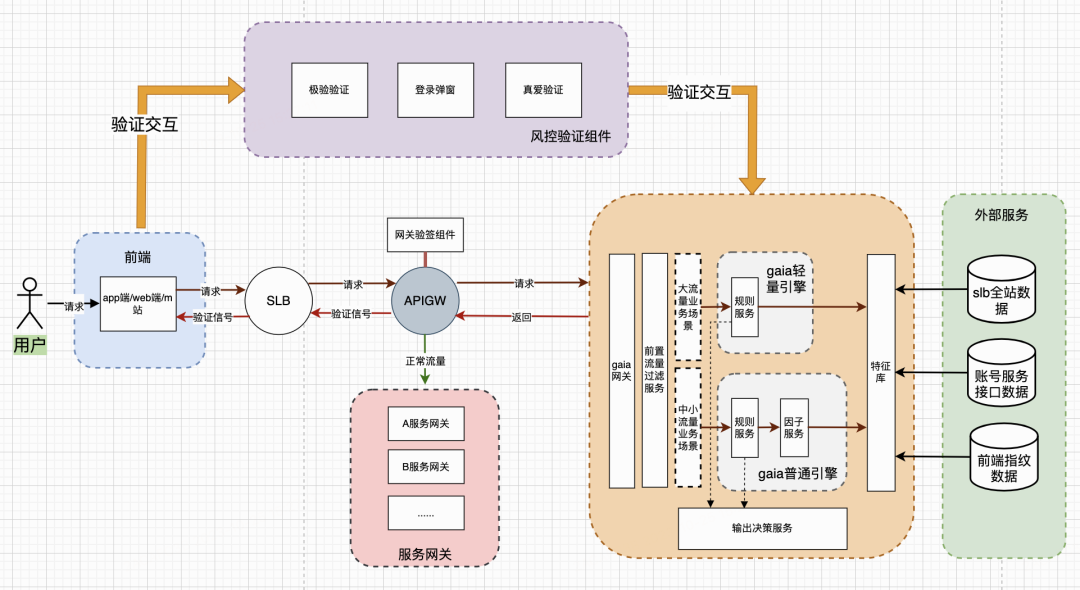 极验验证
登录弹窗
真爱验证
风控验证组件
验证交互
验证交互
外部服务
网关验签组件
前端
app端/web端/m
站
用户
请求
请求
验证信号
SLB
请求
验证信号
APIGW
请求
返回
正常流量
A服务网关
B服务网关
......
服务网关
gaia
网关
前置
流量
过滤
服务
大流
量业
务场
景
中小
流量
业务
场景
gaia轻
量引擎
规则
服务
规则
服务
因子
服务
gaia普通引擎
特征
库
输出决策服务
slb全站数
据
账号服务
接口数据
前端指纹
数据